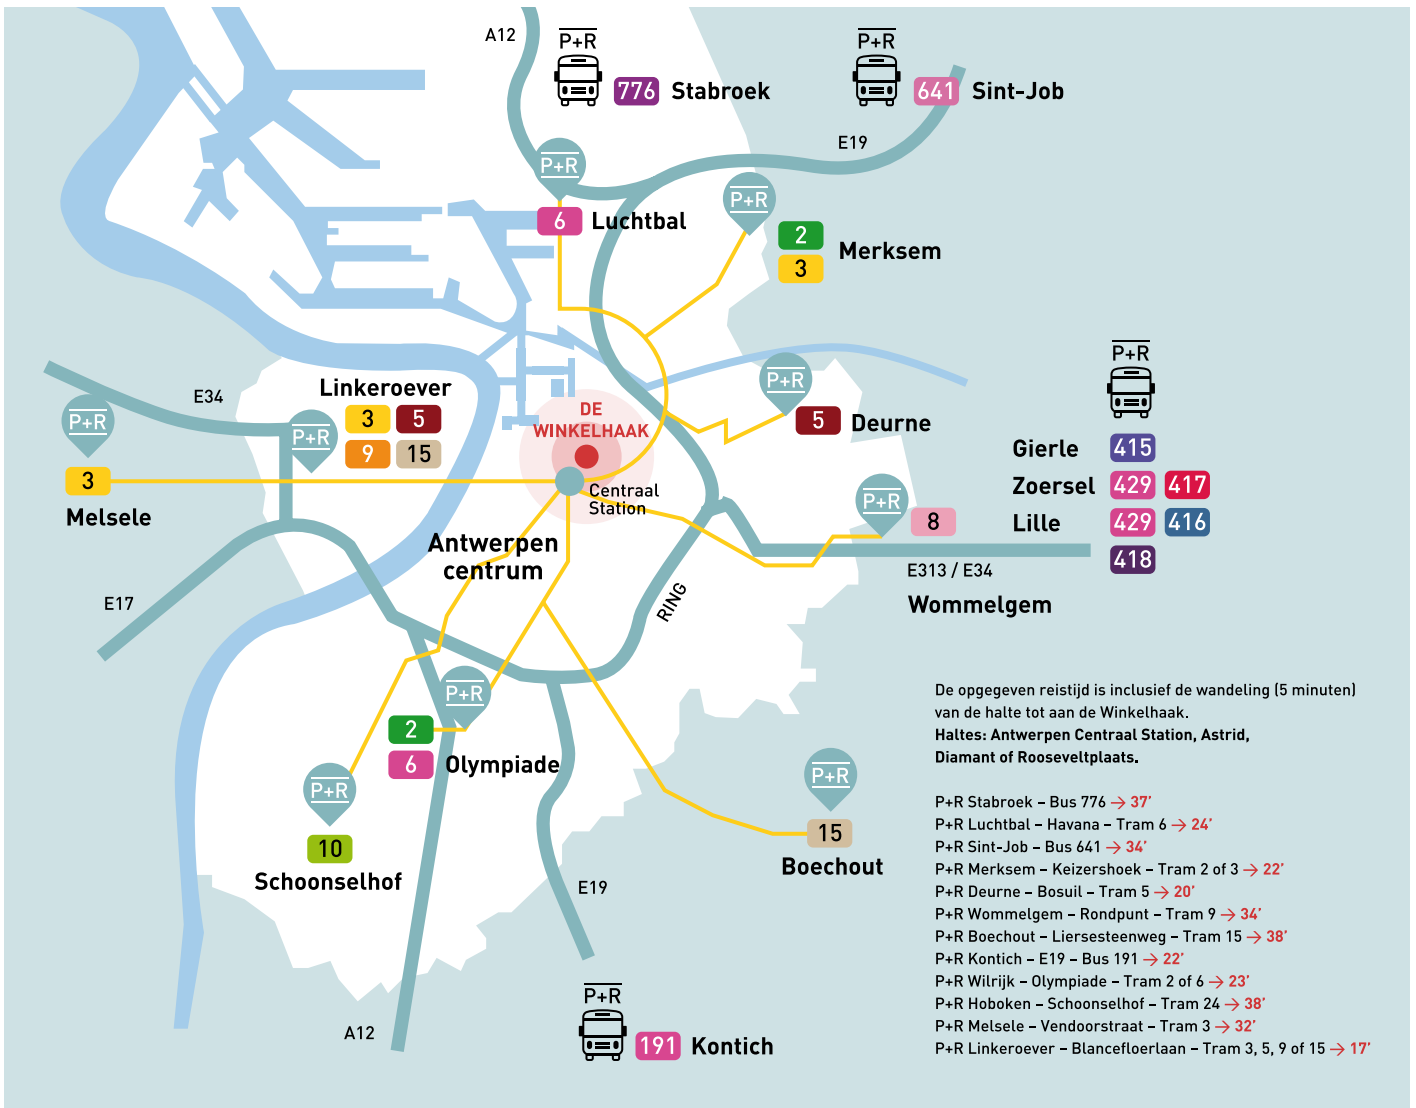 A12
P+R
776 Stabroek
P+R
641 Sint-Job
E19
P+R
6 Luchtbal
P+R
2
3
Merksem
E34
P+R
3
Melsele
Linkeroever
P+R
3 5
9 15
DE
WINKELHAAK
Centraal
Station
Antwerpen
centrum
P+R
5 Deurne
P+R
8
E313 / E34
Wommelgem
P+R
Gierle 415
Zoersel 429 417
Lille 429 416
418
E17
RING
P+R
2
6 Olympiade
P+R
10
Schoonselhof
P+R
15
Boechout
E19
A12
P+R
191 Kontich
De opgegeven reistijd is inclusief de wandeling (5 minuten)
van de halte tot aan de Winkelhaak.
Haltes: Antwerpen Centraal Station, Astrid,
Diamant of Rooseveltplaats.
P+R Stabroek – Bus 776 → 37’
P+R Luchtbal – Havana – Tram 6 → 24’
P+R Sint-Job – Bus 641 → 34’
P+R Merksem – Keizershoek – Tram 2 of 3 → 22’
P+R Deurne – Bosuil – Tram 5 → 20’
P+R Wommelgem – Rondpunt – Tram 9 → 34’
P+R Boechout – Liersesteenweg – Tram 15 → 38’
P+R Kontich – E19 – Bus 191 → 22’
P+R Wilrijk – Olympiade – Tram 2 of 6 → 23’
P+R Hoboken – Schoonselhof – Tram 24 → 38’
P+R Melsele – Vendoorstraat – Tram 3 → 32’
P+R Linkeroever – Blancefloerlaan – Tram 3, 5, 9 of 15 → 17’